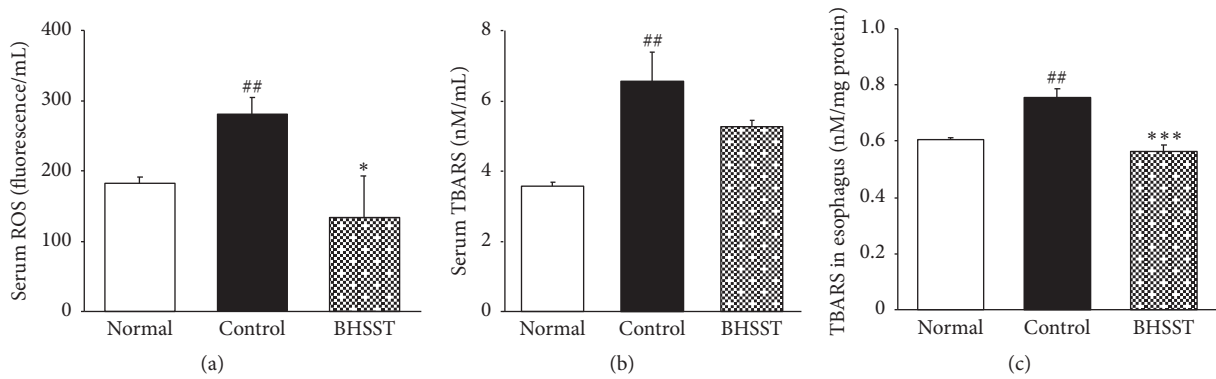 Serum ROS (fluorescence/mL)
400
300
200
100
0
##
*
Normal
Control
BHSST
(a)
Serum TBARS (nM/mL)
8
6
4
2
0
##
Normal
Control
BHSST
(b)
TBARS in esophagus (nM/mg protein)
1.0
0.8
0.6
0.4
0.2
0
##
***
Normal
Control
BHSST
(c)